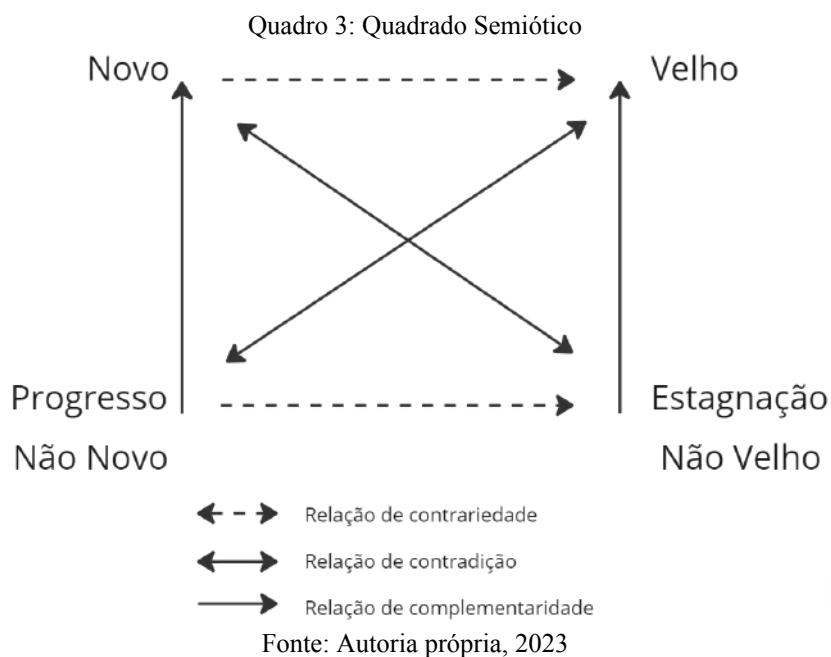 Quadro 3: Quadrado Semiótico
Novo
Velho
Progresso
Estagnação
Não Novo
Não Velho
Relação de contrariedade
Relação de contradição
Relação de complementaridade
Fonte: Autoria própria, 2023